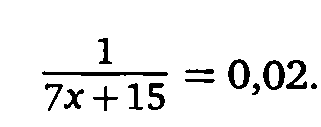 1/(7x+15) = 0,02.